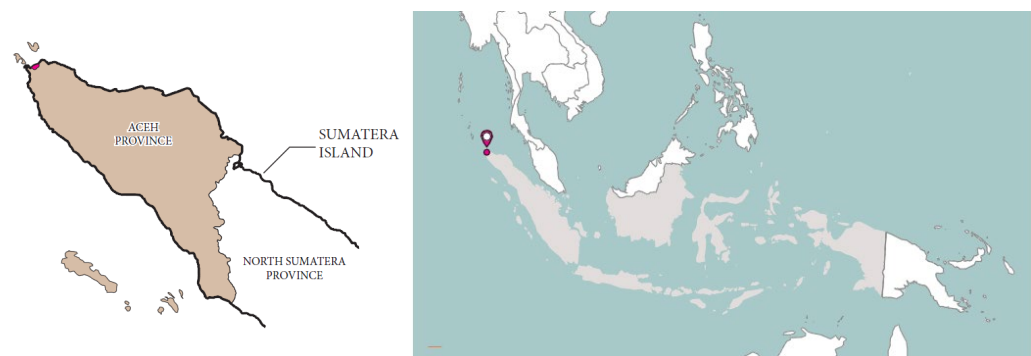 ACEH
PROVINCE
SUMATERA
ISLAND
NORTH SUMATERA
PROVINCE